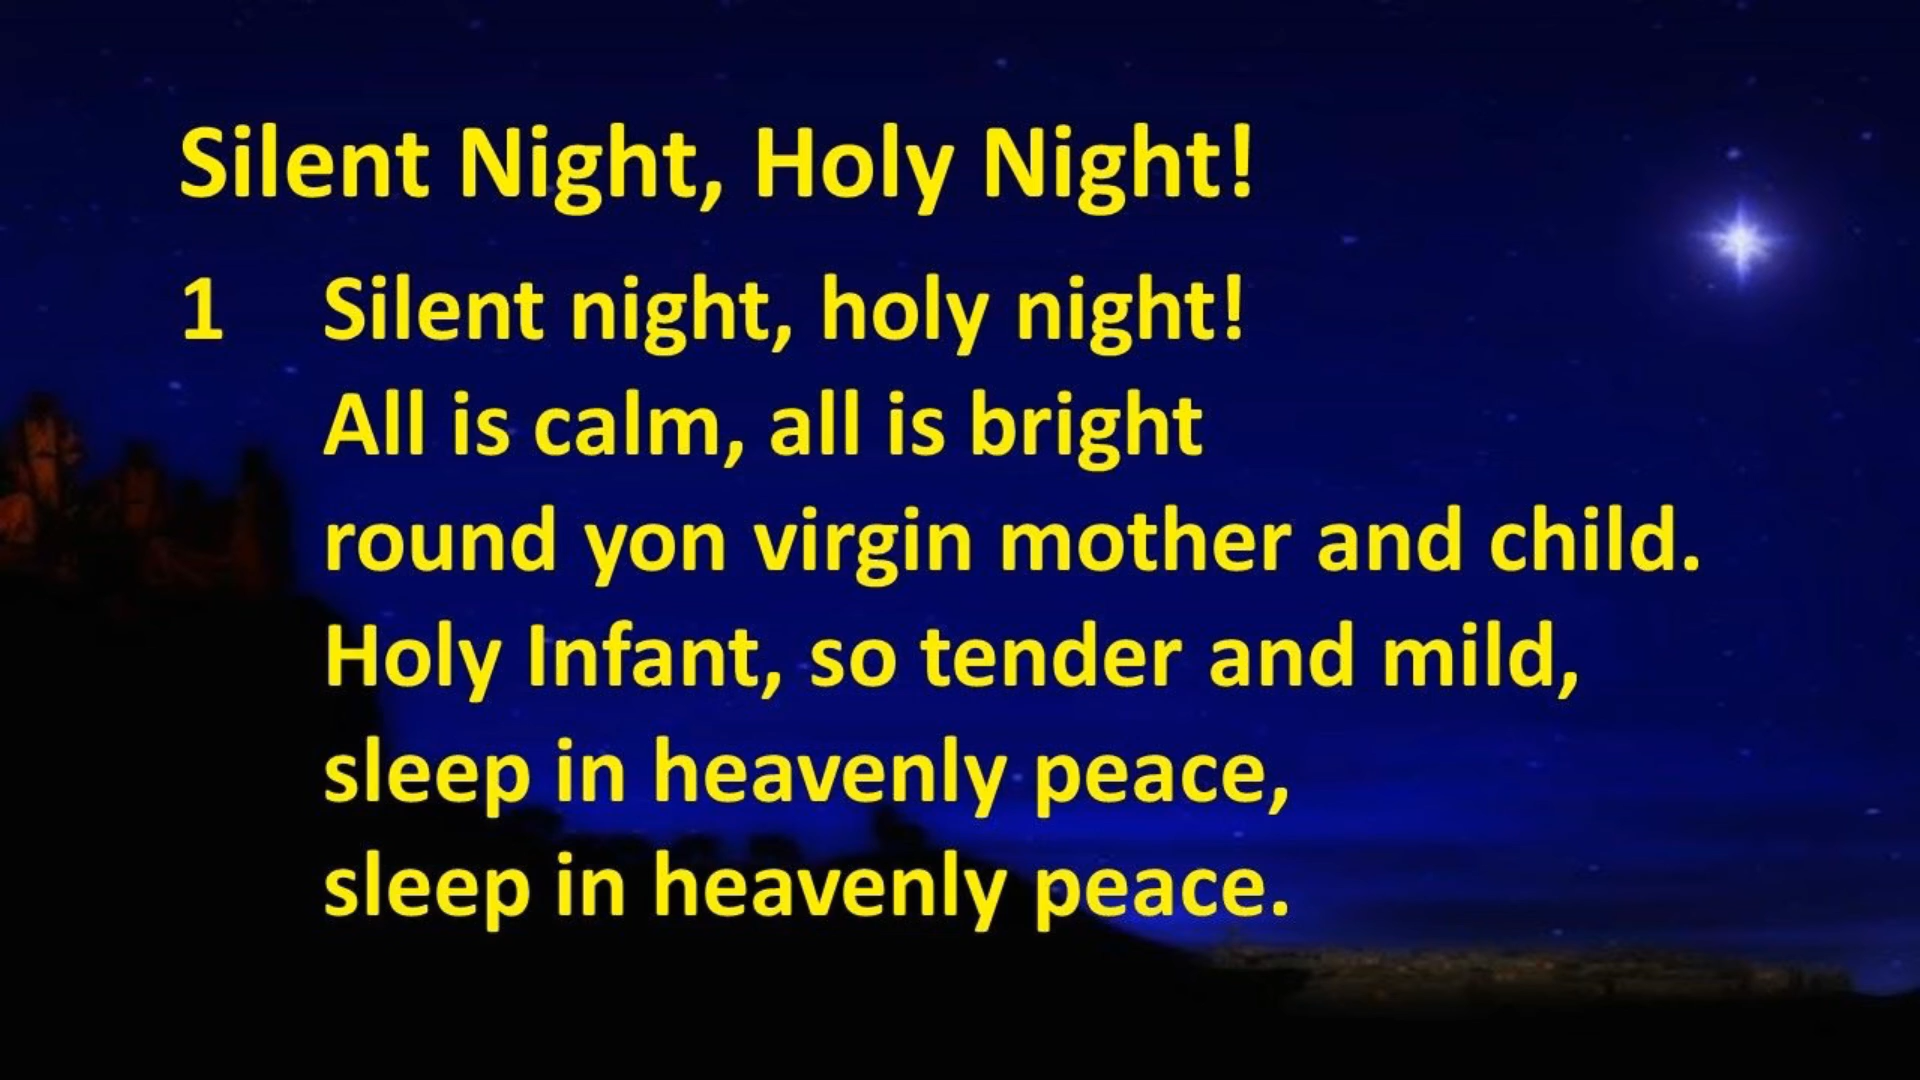 Silent Night, Holy Night!
1 Silent night, holy night!
All is calm, all is bright
round yon virgin mother and child.
Holy Infant, so tender and mild,
sleep in heavenly peace,
sleep in heavenly peace.